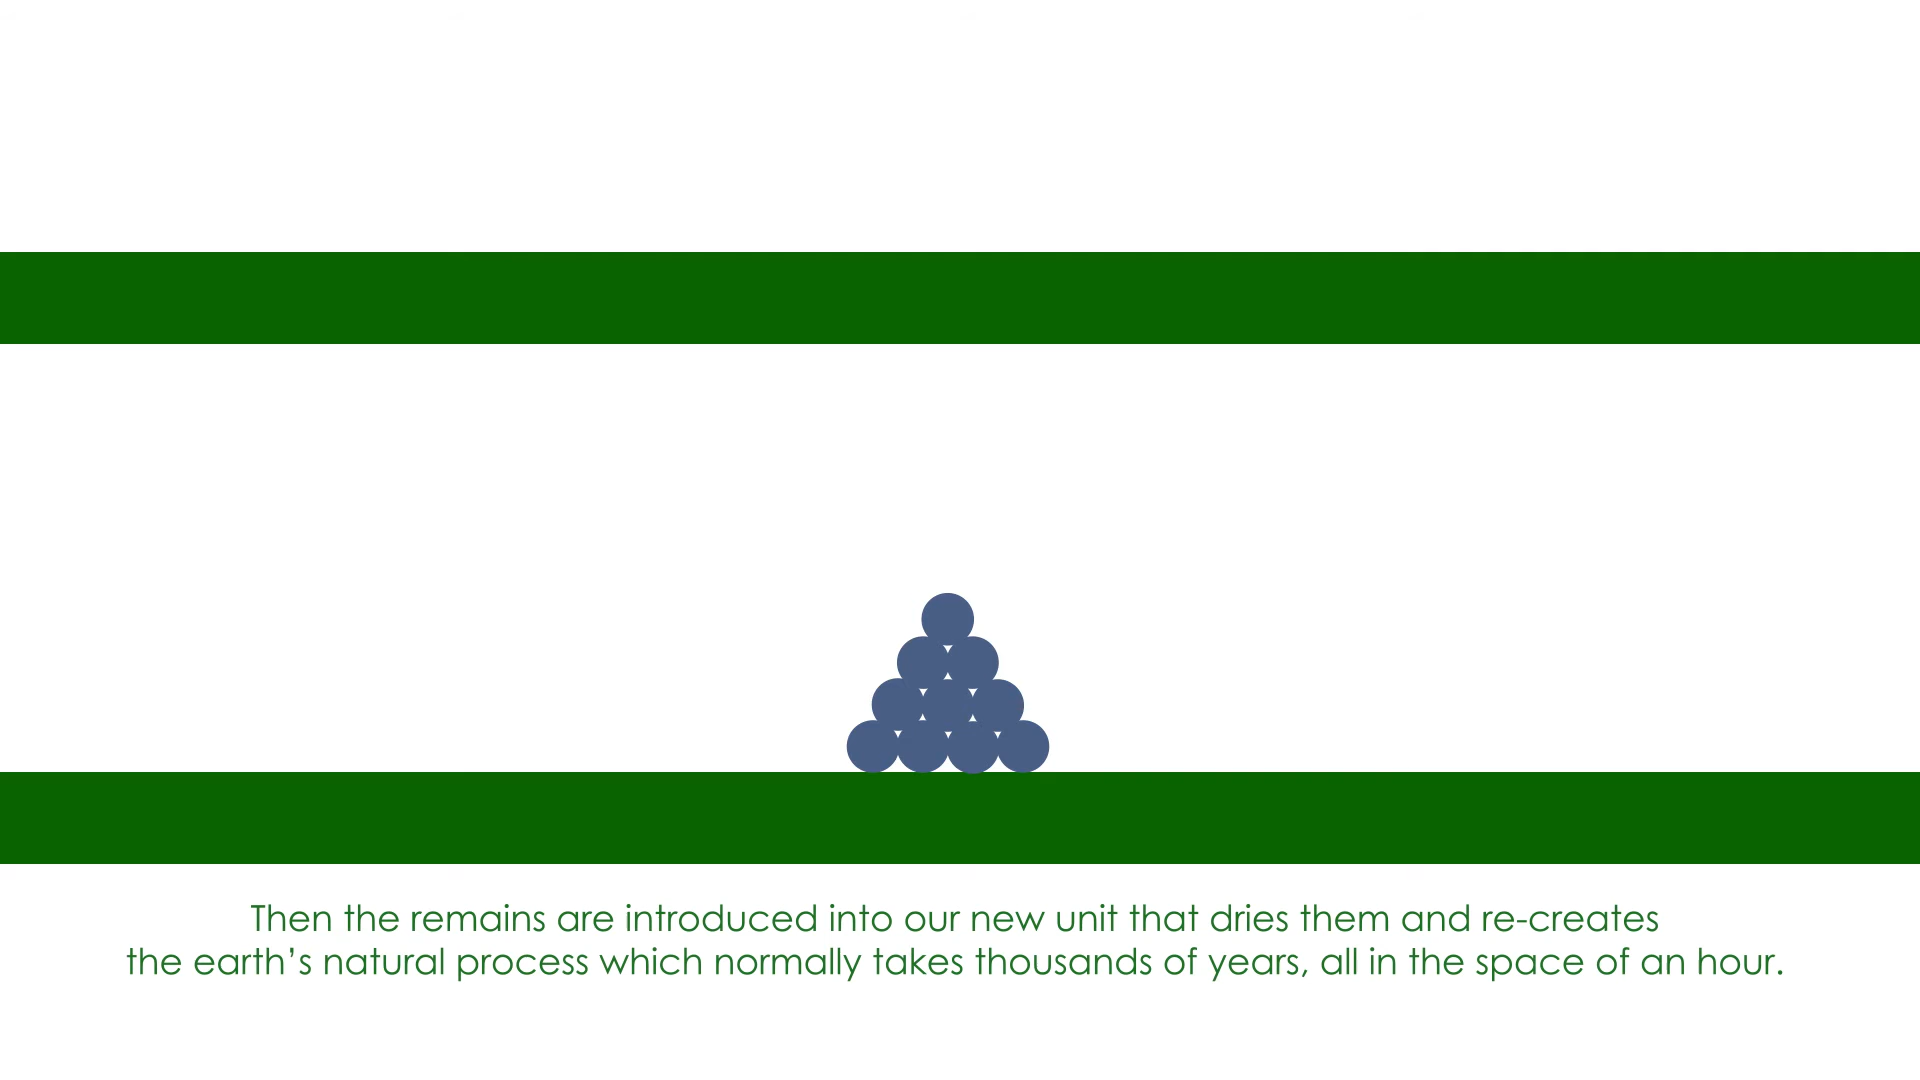 Then the remains are introduced into our new unit that dries them and re-creates
the earth’s natural process which normally takes thousands of years, all in the space of an hour.